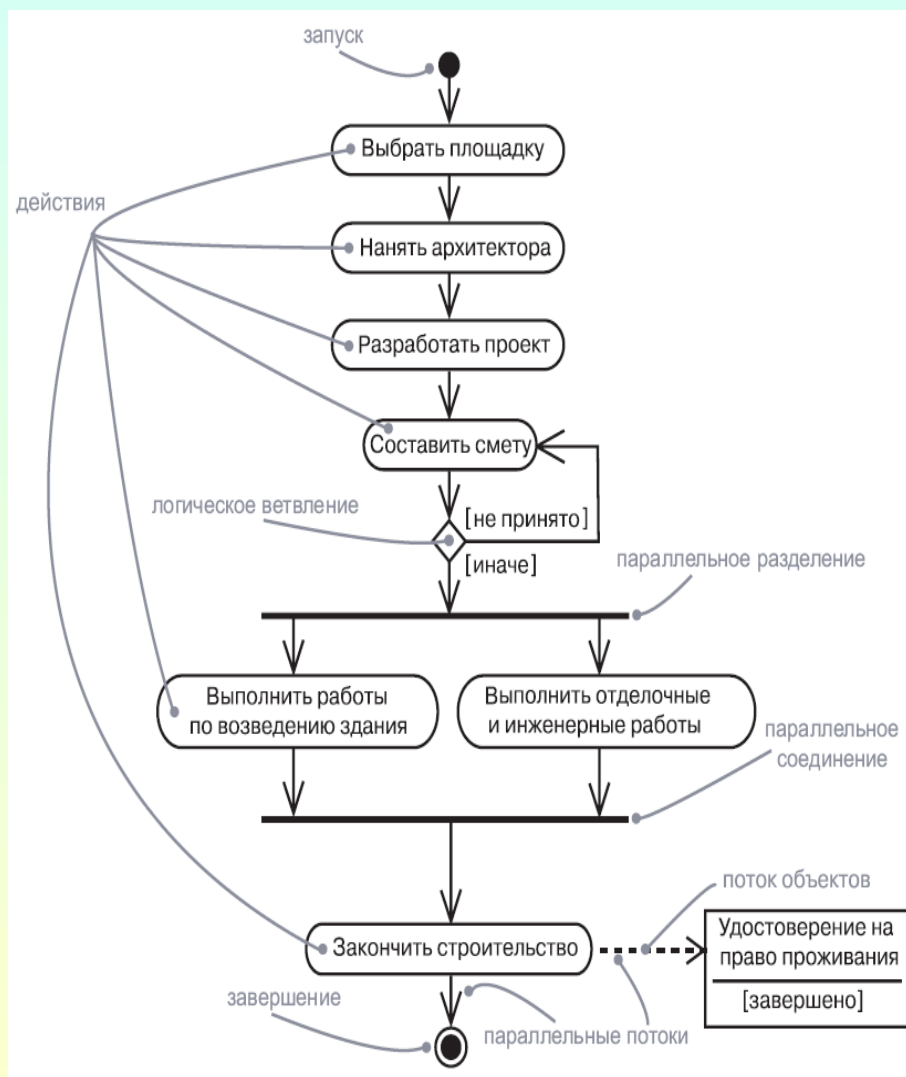 запуск
Выбрать площадку
действия
Нанять архитектора
Разработать проект
Составить смету
логическое ветвление
[не принято]
[иначе]
параллельное разделение
Выполнить работы
по возведению здания
Выполнить отделочные
и инженерные работы
параллельное
соединение
поток объектов
Закончить строительство
Удостоверение на
право проживания
[завершено]
завершение
параллельные потоки